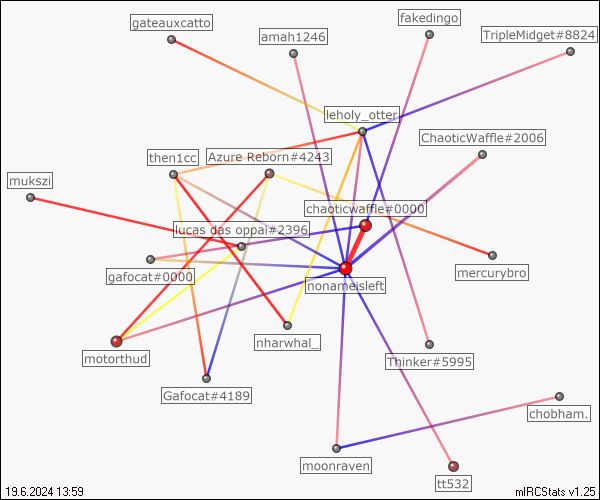 fakedingo
gateauxcatto
amah1246
TripleMidget#8824
leholy_otter
ChaoticWaffle#2006
then1cc
Azure Reborn#4243
mukszi
chaoticwaffle#0000
lucas das oppai#2396
gafocat#0000
mercurybro
nonameisleft
nharwhal_
motorthud
Thinker#5995
Gafocat#4189
chobham.
moonraven
tt532
19.6.2024 13:59
mIRCStats v1.25